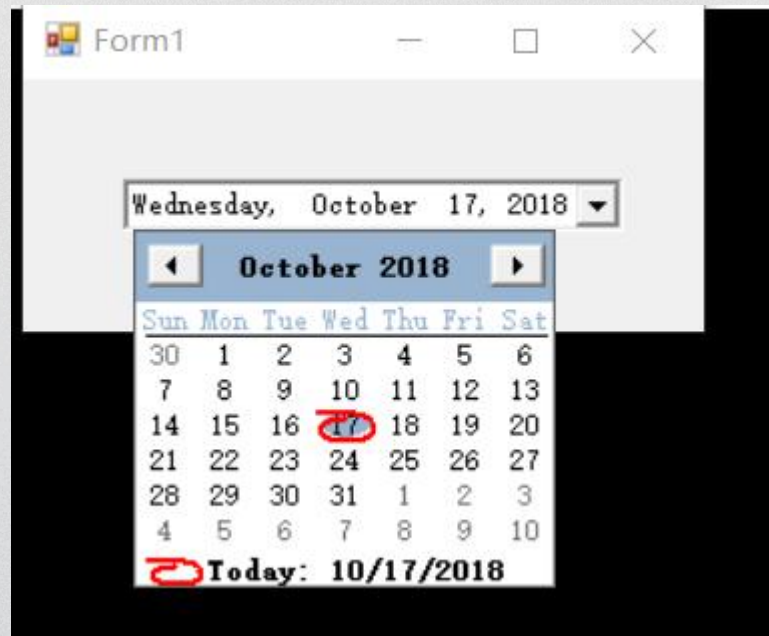 Form1
Wednesday, October 17, 2018
October 2018
Sun Mon Tue Wed Thu Fri Sat
30 1 2 3 4 5 6
7 8 9 10 11 12 13
14 15 16 17 18 19 20
21 22 23 24 25 26 27
28 29 30 31 1 2 3
4 5 6 7 8 9 10
Today: 10/17/2018